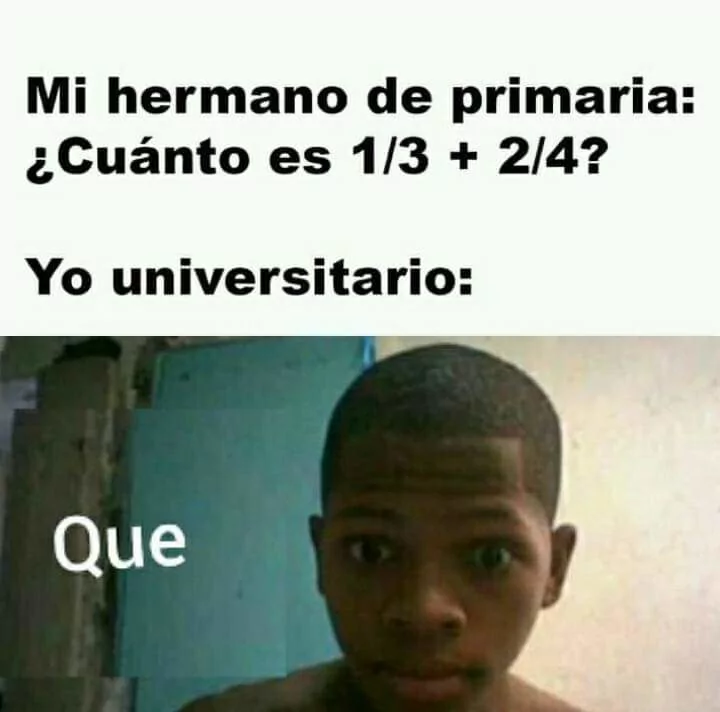 Mi hermano de primaria:
¿Cuánto es 1/3 + 2/4?
Yo universitario:
Que